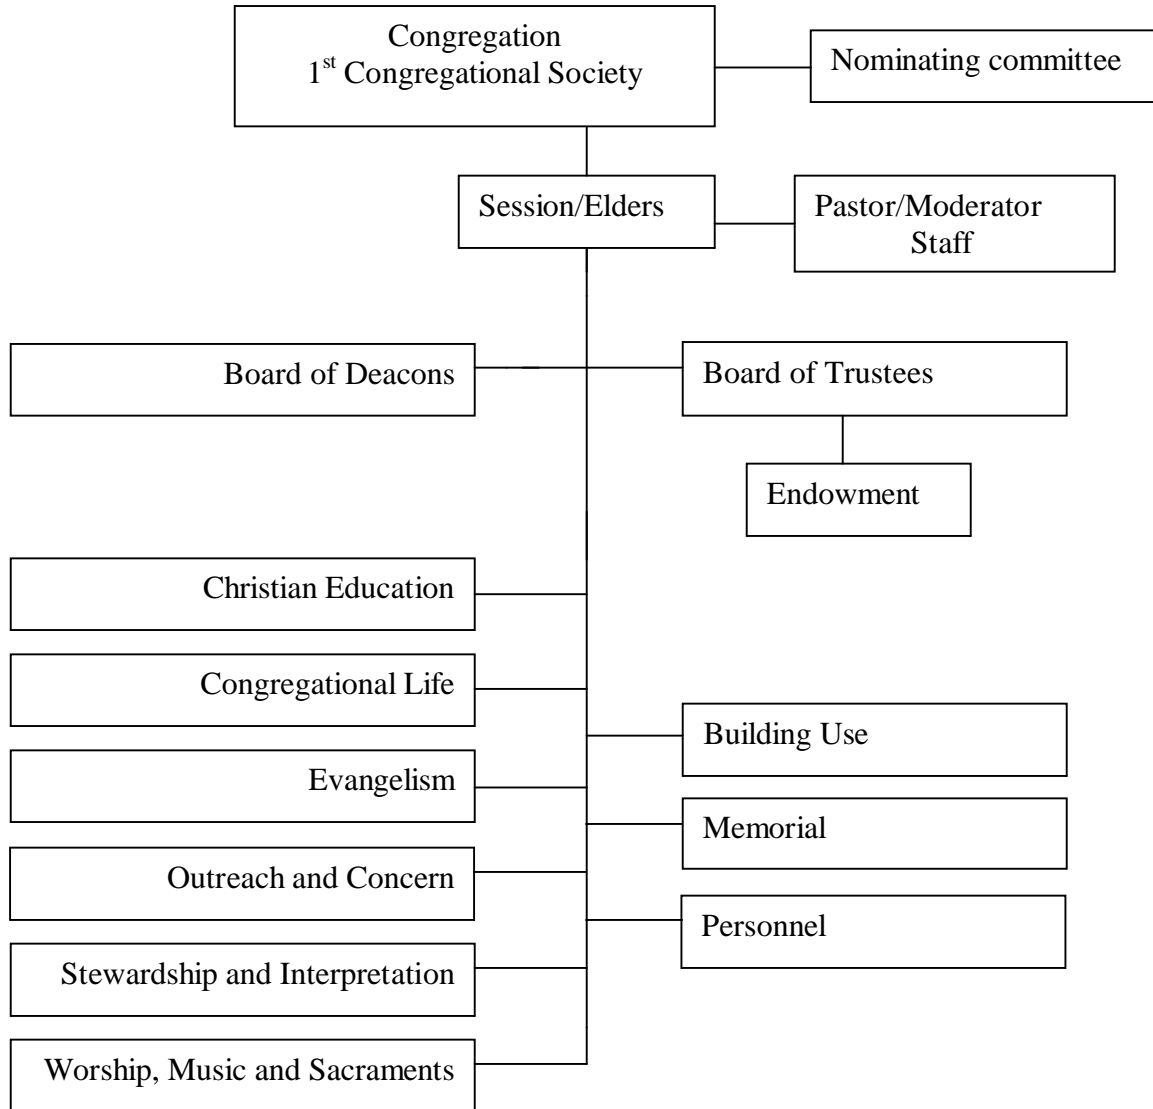 Congregation
1st Congregational Society
Nominating committee
Session/Elders
Pastor/Moderator
Staff
Board of Deacons
Board of Trustees
Endowment
Christian Education
Congregational Life
Building Use
Evangelism
Memorial
Outreach and Concern
Personnel
Stewardship and Interpretation
Worship, Music and Sacraments